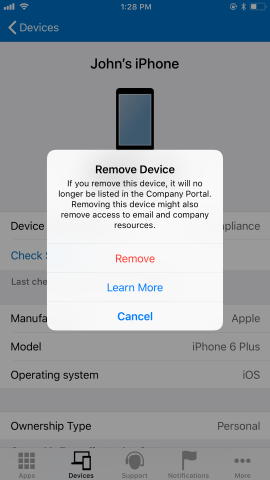 1:28 PM
Devices
John's iPhone
Remove Device
If you remove this device, it will no
longer be listed in the Company Portal.
Removing this device might also
remove access to email and company
resources.
Remove
Learn More
Cancel
Device
Check
Last che
Manufa Apple
Model iPhone 6 Plus
Operating system iOS
Ownership Type Personal
Apps Devices Support Notifications More